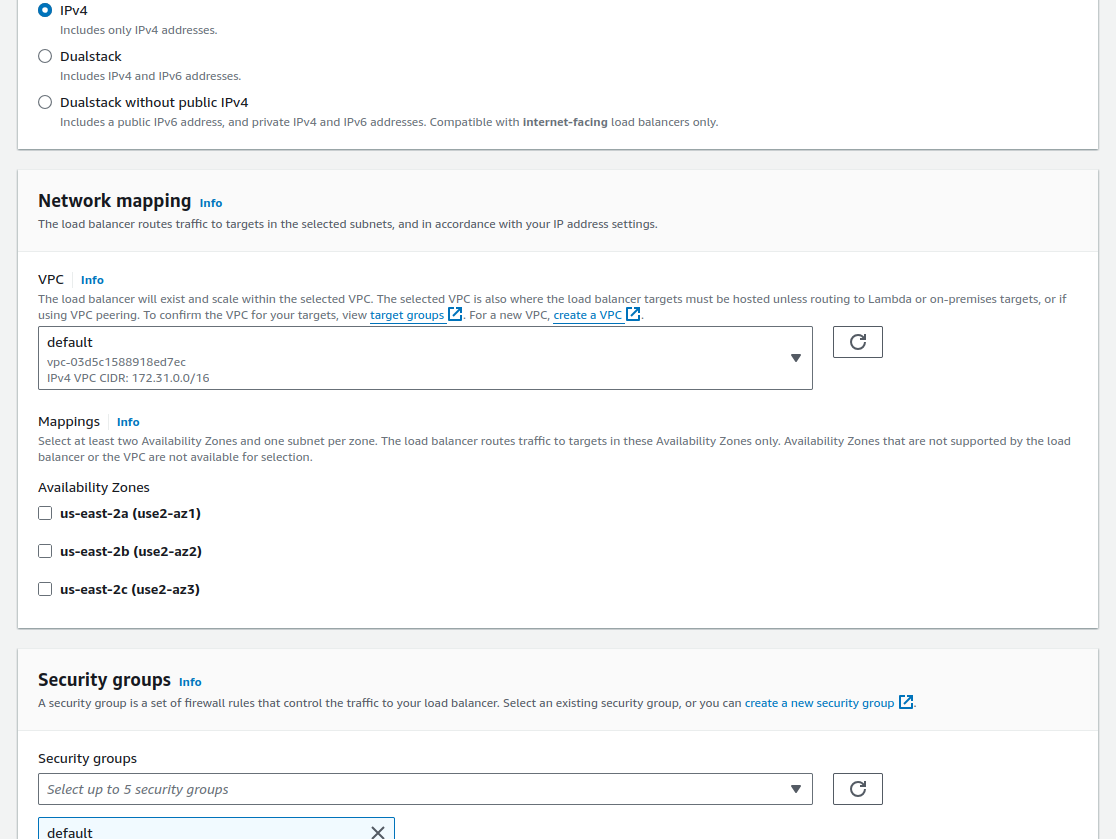 IPv4
Includes only IPv4 addresses.
Dualstack
Includes IPv4 and IPv6 addresses.
Dualstack without public IPv4
Includes a public IPv6 address, and private IPv4 and IPv6 addresses. Compatible with internet-facing load balancers only.
Network mapping Info
The load balancer routes traffic to targets in the selected subnets, and in accordance with your IP address settings.
VPC Info
The load balancer will exist and scale within the selected VPC. The selected VPC is also where the load balancer targets must be hosted unless routing to Lambda or on-premises targets, or if
using VPC peering. To confirm the VPC for your targets, view target groups. For a new VPC, create a VPC.
default
vpc-03d5c1588918ed7ec
IPv4 VPC CIDR: 172.31.0.0/16
Mappings Info
Select at least two Availability Zones and one subnet per zone. The load balancer routes traffic to targets in these Availability Zones only. Availability Zones that are not supported by the load
balancer or the VPC are not available for selection.
Availability Zones
us-east-2a (use2-az1)
us-east-2b (use2-az2)
us-east-2c (use2-az3)
Security groups Info
A security group is a set of firewall rules that control the traffic to your load balancer. Select an existing security group, or you can create a new security group.
Security groups
Select up to 5 security groups
default